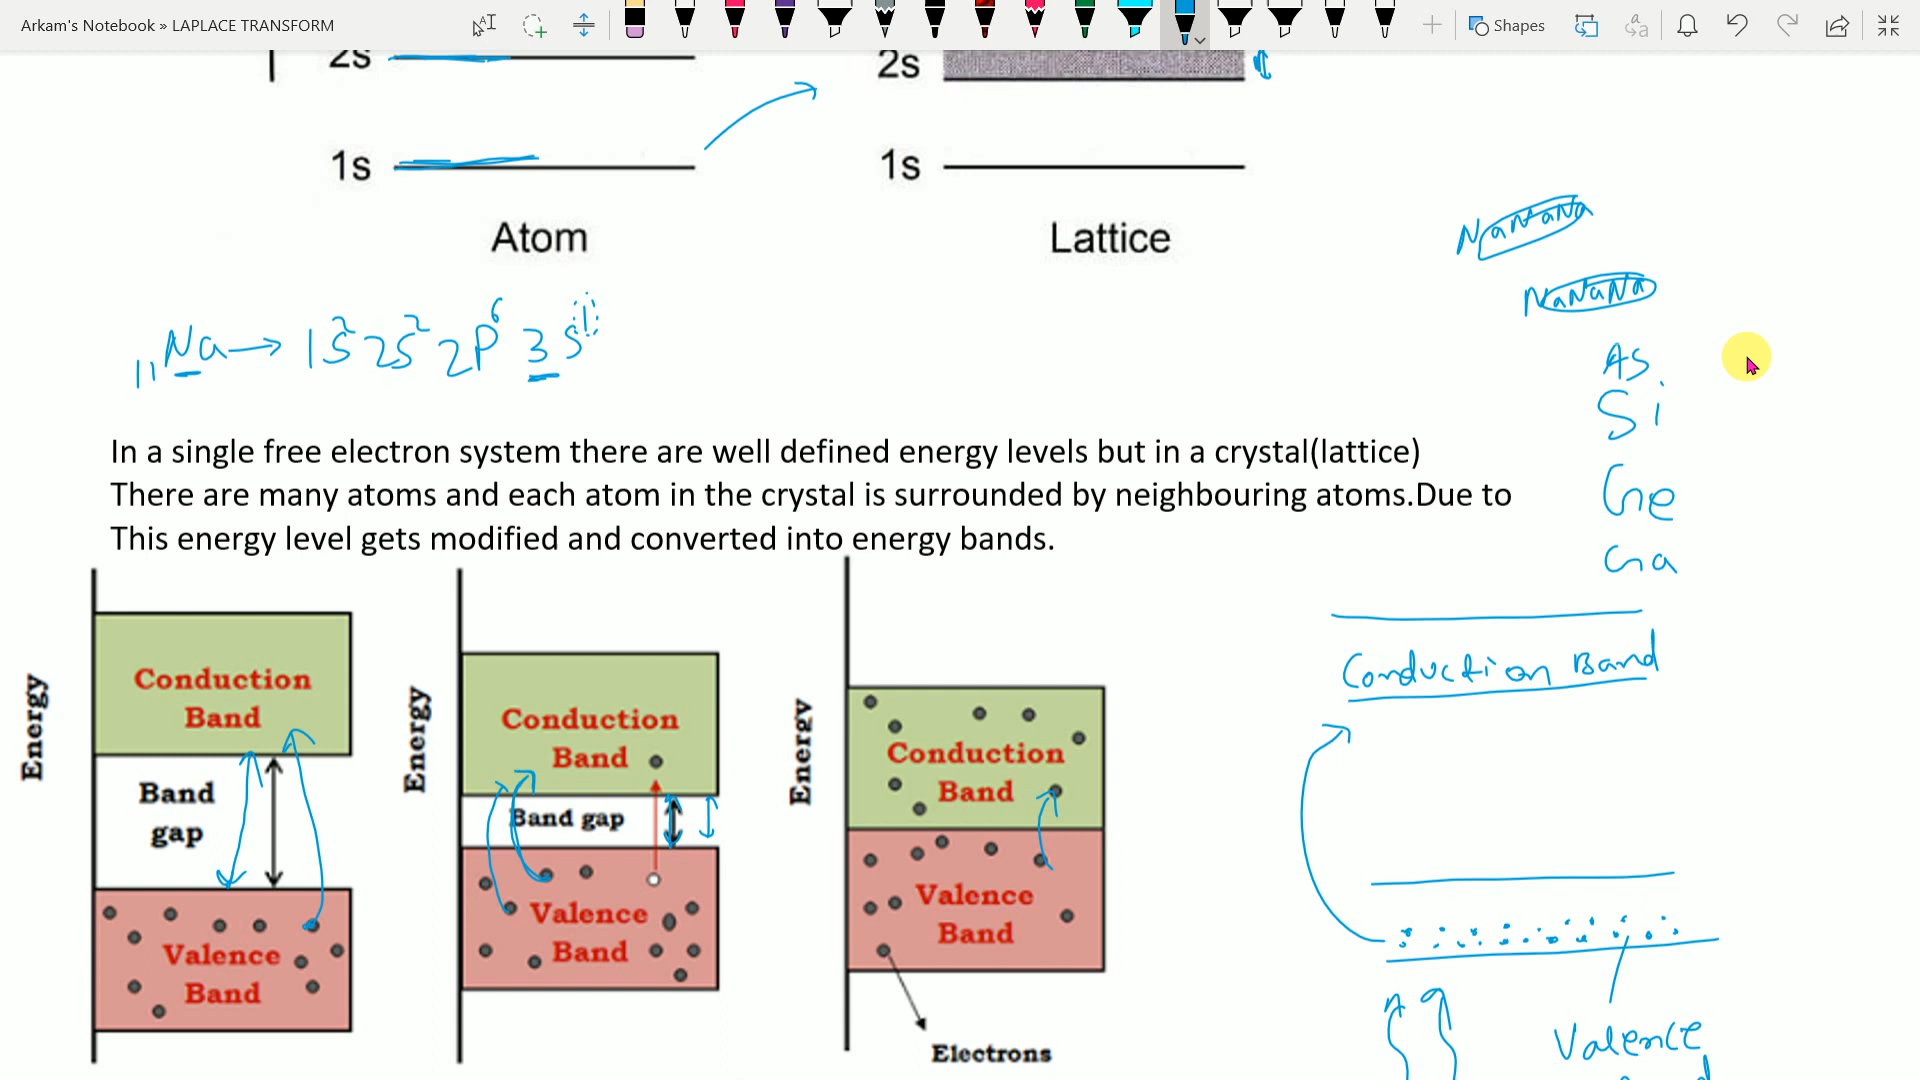 Arkam's Notebook » LAPLACE TRANSFORM
Shapes
2s
2s
1s
1s
Atom
Lattice
NaNaNa
NaNaNa
As
Si
Ge
Ga
11Na → 1S² 2S² 2P⁶ 3S¹
In a single free electron system there are well defined energy levels but in a crystal(lattice)
There are many atoms and each atom in the crystal is surrounded by neighbouring atoms.Due to
This energy level gets modified and converted into energy bands.
Energy
Conduction
Band
Band
gap
Valence
Band
Energy
Conduction
Band
Band gap
Valence
Band
Energy
Conduction
Band
Valence
Band
Electrons
Conduction Band
Valence